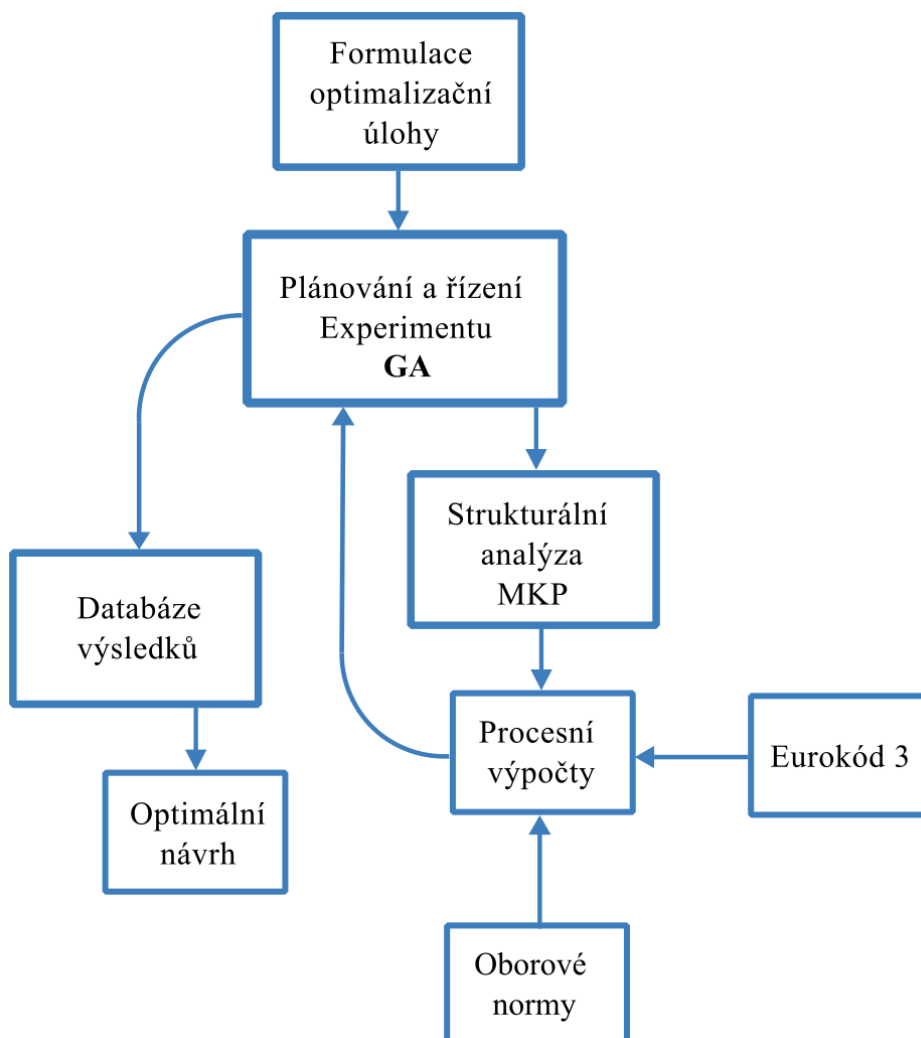 Formulace
optimalizační
úlohy
Plánování a řízení
Experimentu
GA
Strukturální
analýza
MKP
Databáze
výsledků
Procesní
výpočty
Eurokód 3
Optimální
návrh
Oborové
normy